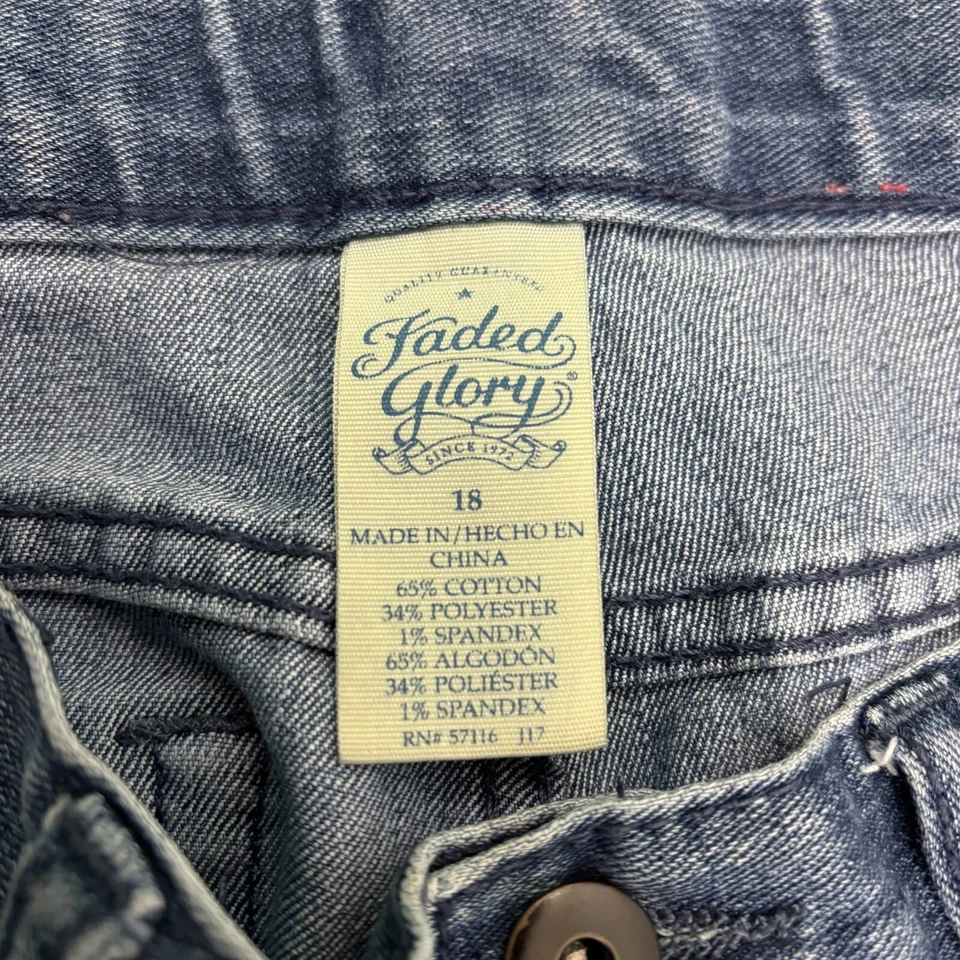 QUALITY GUARANTEE
Faded
Glory®
SINCE 1972
18
MADE IN/HECHO EN
CHINA
65% COTTON
34% POLYESTER
1% SPANDEX
65% ALGODÓN
34% POLIÉSTER
1% SPANDEX
RN# 57116 J17